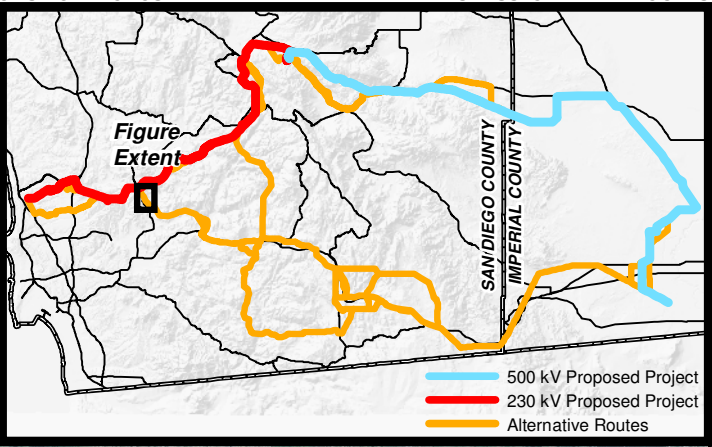 Figure
Extent
SAN DIEGO COUNTY
IMPERIAL COUNTY
500 kV Proposed Project
230 kV Proposed Project
Alternative Routes